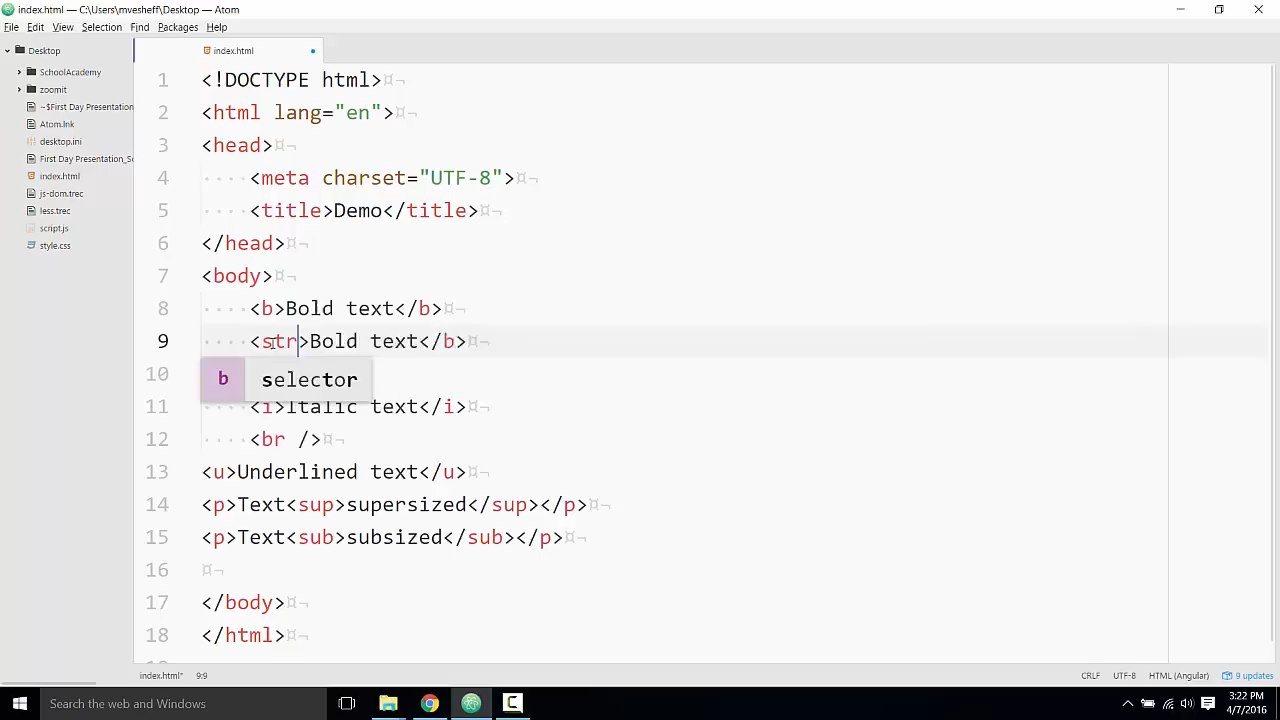 index.html — C:\Users\mvesheff\Desktop — Atom
File Edit View Selection Find Packages Help
Desktop
SchoolAcademy
zoomit
~$First Day Presentation
Atom.lnk
desktop.ini
First Day Presentation_Sc
index.html
js-dom.trec
less.trec
script.js
style.css
index.html
1 <!DOCTYPE html>¤¬
2 <html lang="en">¤¬
3 <head>¤¬
4 ····<meta charset="UTF-8">¤¬
5 ····<title>Demo</title>¤¬
6 </head>¤¬
7 <body>¤¬
8 ····<b>Bold text</b>¤¬
9 ····<str>Bold text</b>¤¬
10
b selector
11 ····<i>Italic text</i>¤¬
12 ····<br />¤¬
13 <u>Underlined text</u>¤¬
14 <p>Text<sup>supersized</sup></p>¤¬
15 <p>Text<sub>subsized</sub></p>¤¬
16 ¤¬
17 </body>¤¬
18 </html>¤¬
index.html* 9:9 CRLF UTF-8 HTML (Angular) 9 updates
Search the web and Windows
3:22 PM
4/7/2016